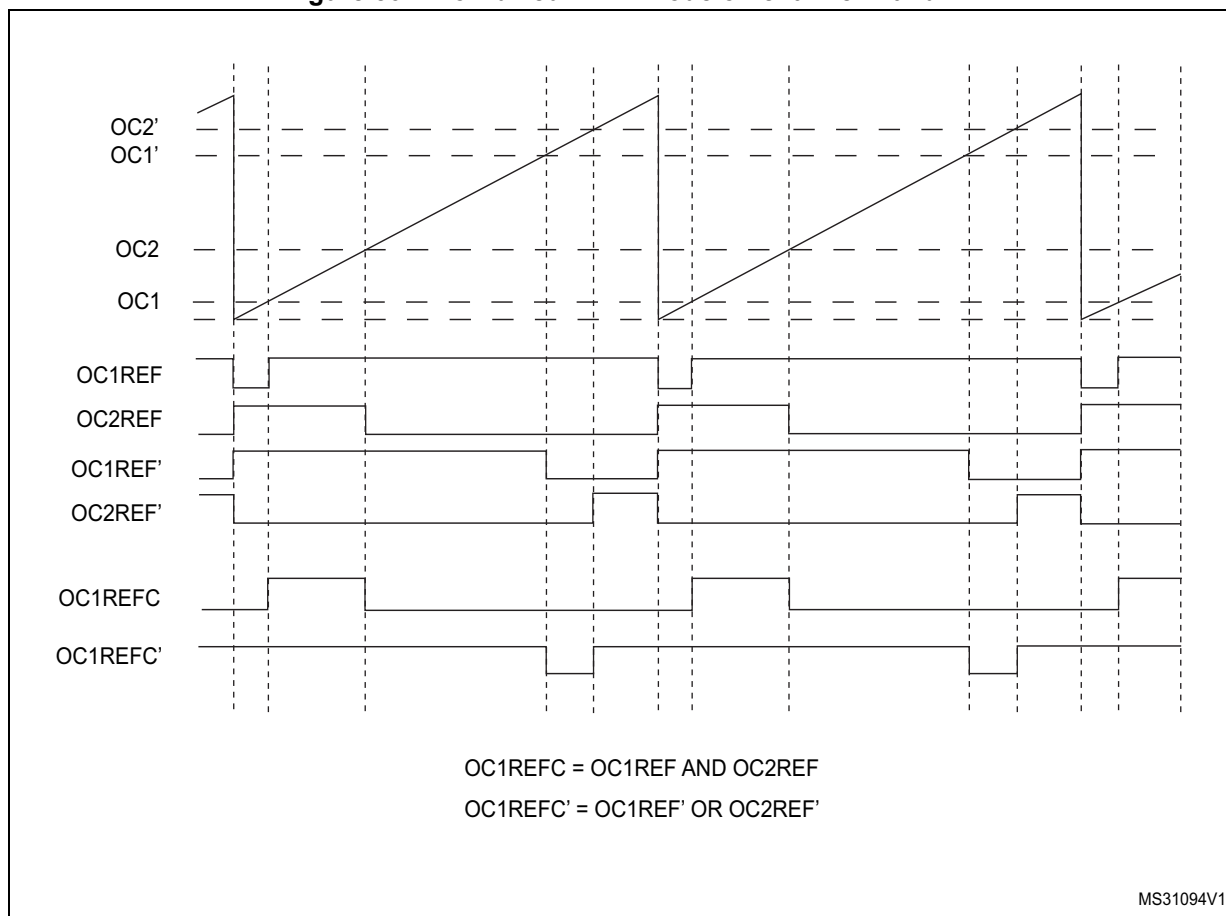 OC2’
OC1’
OC2
OC1
OC1REF
OC2REF
OC1REF’
OC2REF’
OC1REFC
OC1REFC’
OC1REFC = OC1REF AND OC2REF
OC1REFC’ = OC1REF’ OR OC2REF’
MS31094V1